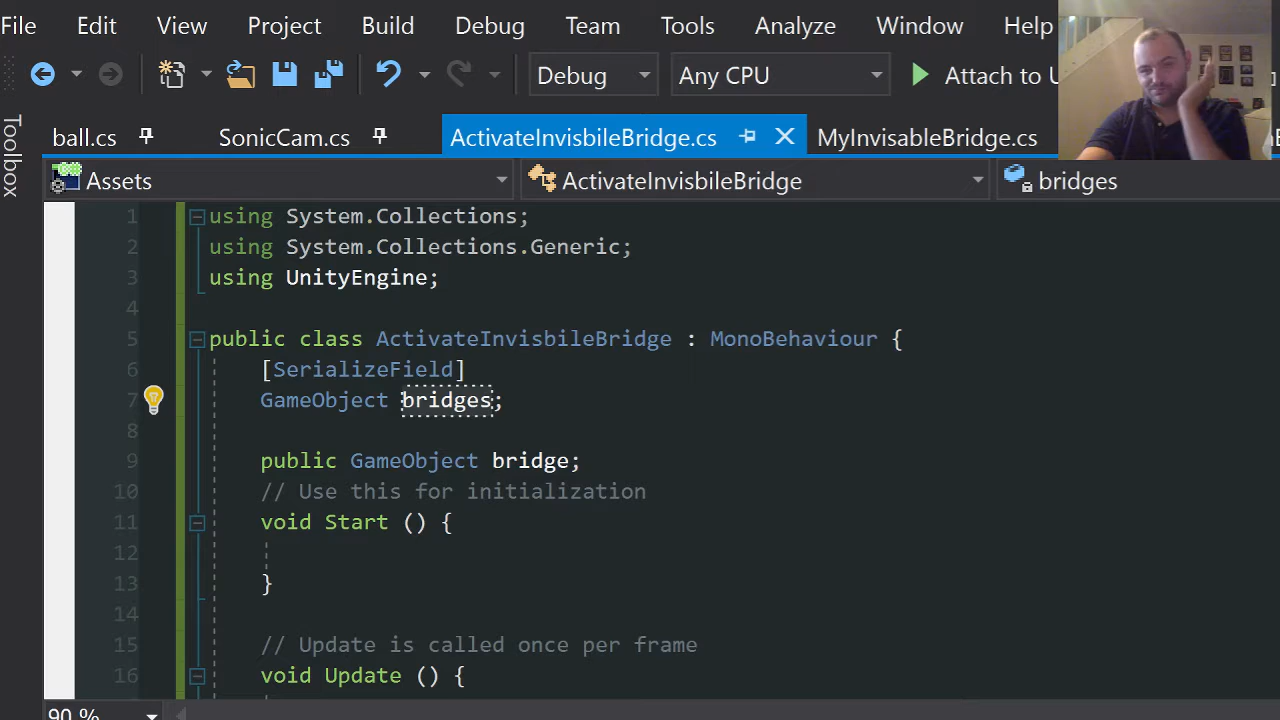 File Edit View Project Build Debug Team Tools Analyze Window Help
Debug Any CPU Attach to U
Toolbox
ball.cs SonicCam.cs ActivateInvisbileBridge.cs MyInvisableBridge.cs
Assets ActivateInvisbileBridge bridges
1 using System.Collections;
2 using System.Collections.Generic;
3 using UnityEngine;
4
5 public class ActivateInvisbileBridge : MonoBehaviour {
6 [SerializeField]
7 GameObject bridges;
8
9 public GameObject bridge;
10 // Use this for initialization
11 void Start () {
12
13 }
14
15 // Update is called once per frame
16 void Update () {
90 %